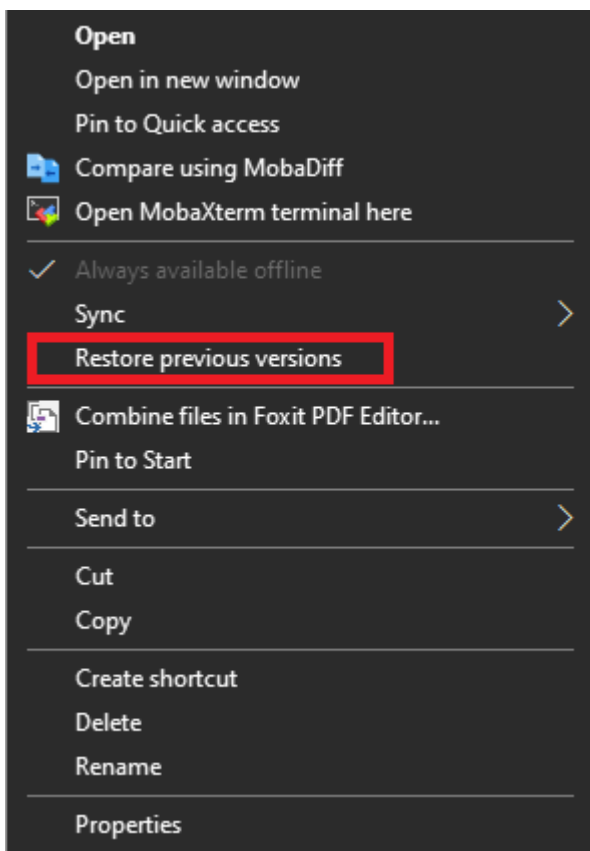 Open
Open in new window
Pin to Quick access
Compare using MobaDiff
Open MobaXterm terminal here
Always available offline
Sync
Restore previous versions
Combine files in Foxit PDF Editor...
Pin to Start
Send to
Cut
Copy
Create shortcut
Delete
Rename
Properties